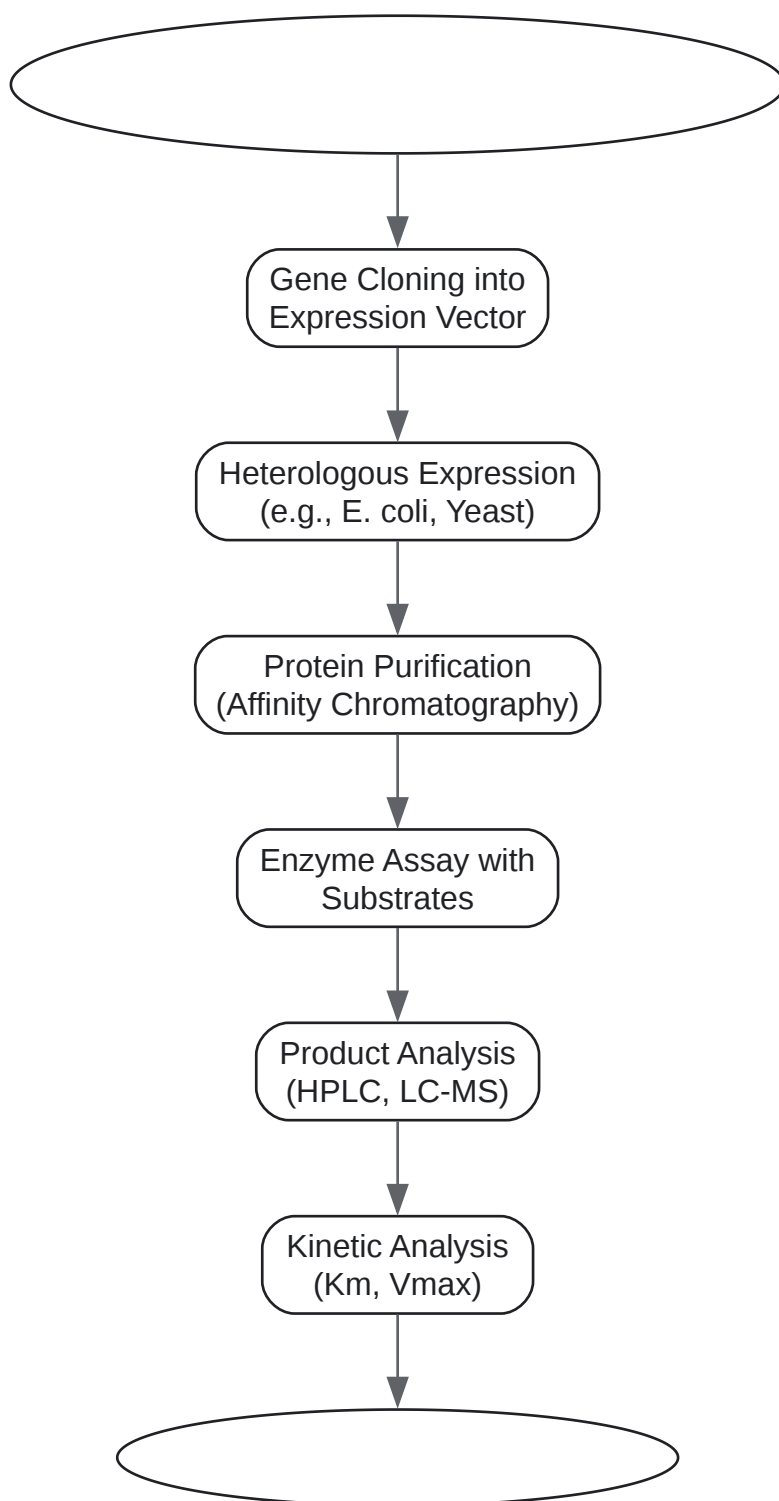 Gene Cloning into
Expression Vector
Heterologous Expression
(e.g., E. coli, Yeast)
Protein Purification
(Affinity Chromatography)
Enzyme Assay with
Substrates
Product Analysis
(HPLC, LC-MS)
Kinetic Analysis
(Km, Vmax)